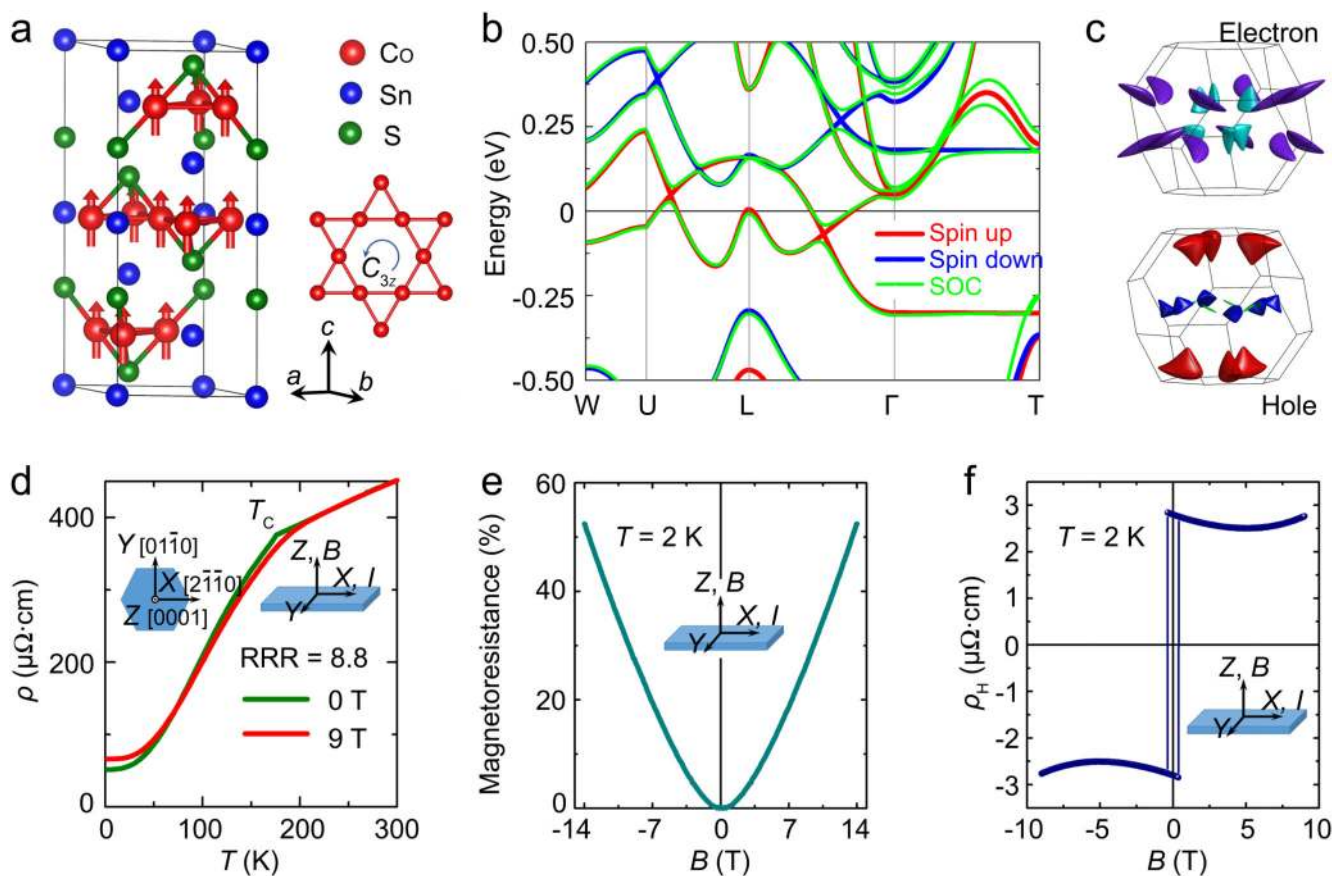 a
Co
Sn
S
C3z
c
a
b
b
Energy (eV)
0.50
0.25
0
-0.25
-0.50
Spin up
Spin down
SOC
W
U
L
Γ
T
c
Electron
Hole
d
ρ (μΩ·cm)
400
200
0
TC
Y [011̄0]
X [21̄1̄0]
Z [0001]
Z, B
X, I
Y
RRR = 8.8
0 T
9 T
0
100
200
300
T (K)
e
Magnetoresistance (%)
60
40
20
0
T = 2 K
Z, B
X, I
Y
-14
-7
0
7
14
B (T)
f
ρH (μΩ·cm)
3
2
1
0
-1
-2
-3
T = 2 K
Z, B
X, I
Y
-10
-5
0
5
10
B (T)